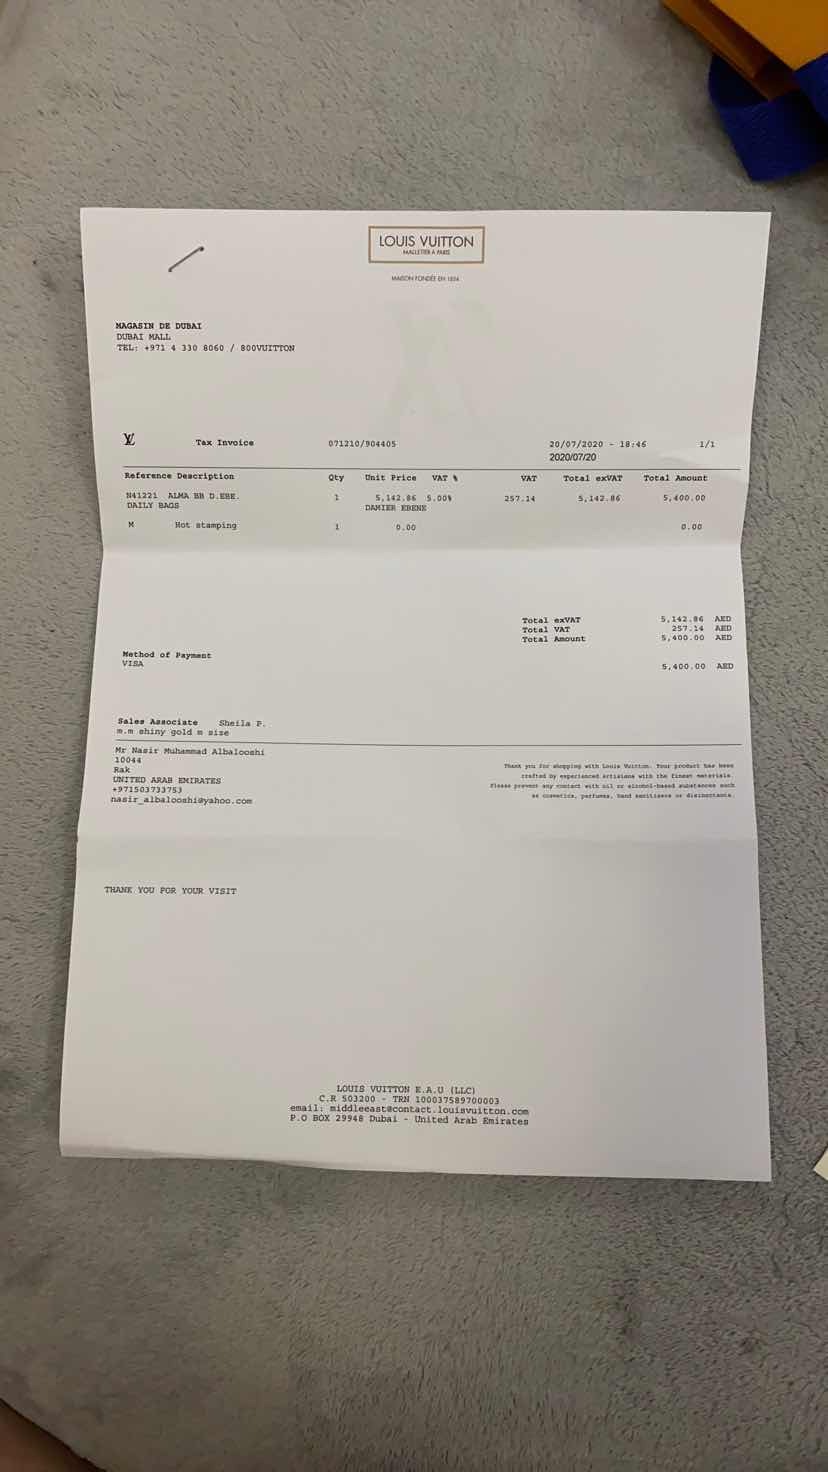 LOUIS VUITTON
MALLETIER À PARIS
MAISON FONDÉE EN 1854
MAGASIN DE DUBAI
DUBAI MALL
TEL: +971 4 330 8060 / 800VUITTON
LV Tax Invoice 071210/904405 20/07/2020 - 18:46 1/1
2020/07/20
Reference Description Qty Unit Price VAT % VAT Total exVAT Total Amount
N41221 ALMA BB D.EBE. 1 5,142.86 5.00% 257.14 5,142.86 5,400.00
DAILY BAGS DAMIER EBENE
M Hot stamping 1 0.00 0.00
Total exVAT 5,142.86 AED
Total VAT 257.14 AED
Total Amount 5,400.00 AED
Method of Payment
VISA 5,400.00 AED
Sales Associate Sheila P.
m.m shiny gold m size
Mr Nasir Muhammad Albalooshi
10044
Rak
UNITED ARAB EMIRATES
+971503733753
nasir_albalooshi@yahoo.com
Thank you for shopping with Louis Vuitton. Your product has been
crafted by experienced artisians with the finest materials.
Please prevent any contact with oil or alcohol-based substances such
as cosmetics, perfumes, hand sanitizers or disinectants.
THANK YOU FOR YOUR VISIT
LOUIS VUITTON E.A.U (LLC)
C.R 503200 - TRN 100037589700003
email: middleeast@contact.louisvuitton.com
P.O BOX 29948 Dubai - United Arab Emirates